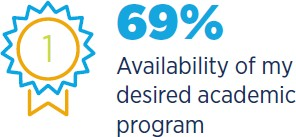 1
69%
Availability of my
desired academic
program